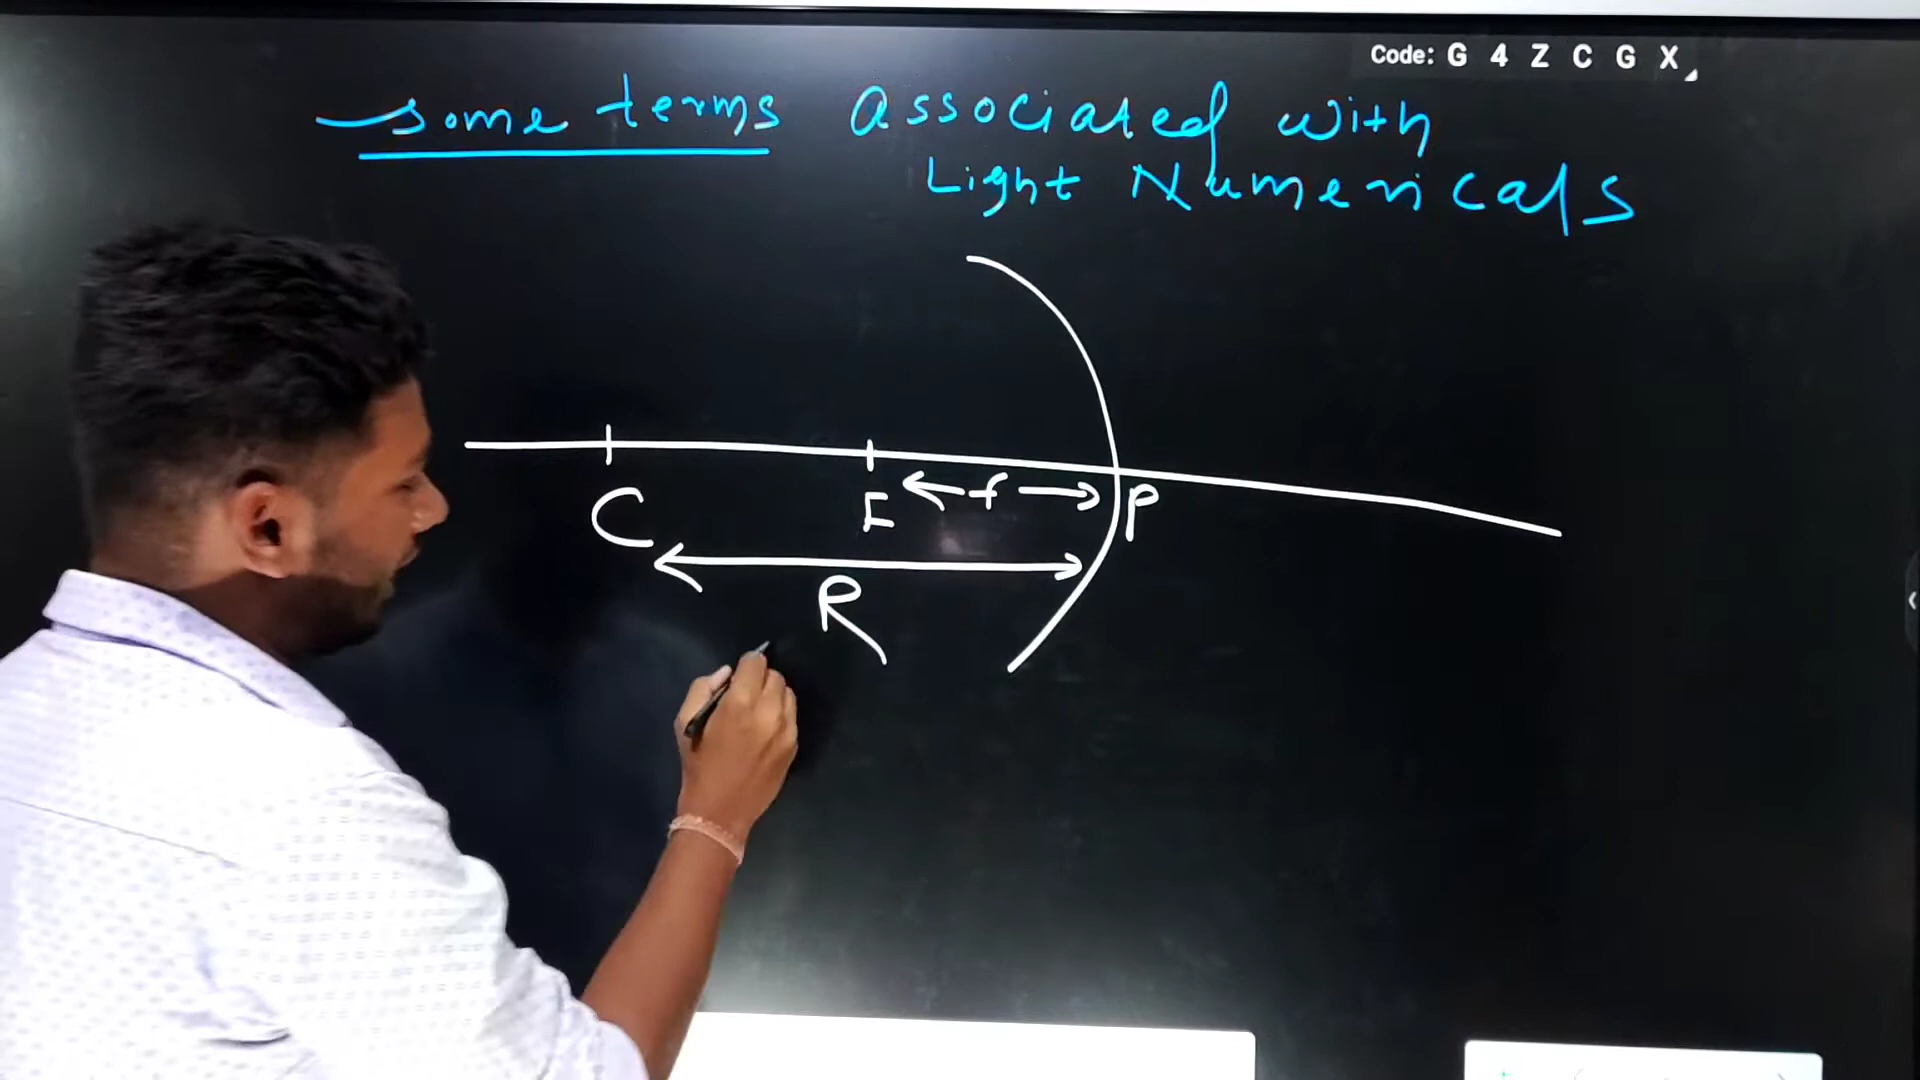 Code: G 4 Z C G X
some terms Associated with
Light Numericals
C F f P
R